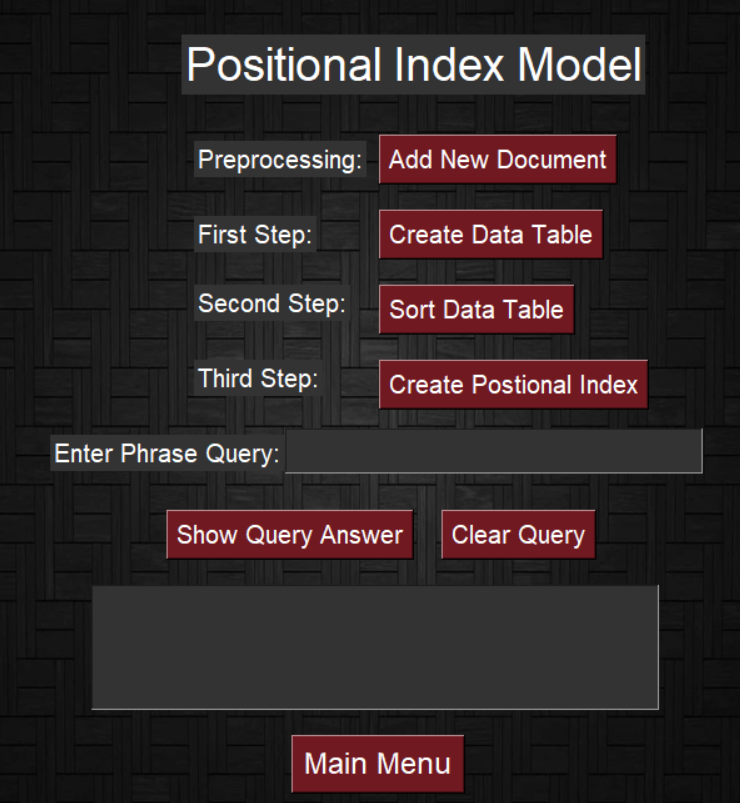 Positional Index Model
Preprocessing: Add New Document
First Step: Create Data Table
Second Step: Sort Data Table
Third Step: Create Postional Index
Enter Phrase Query:
Show Query Answer Clear Query
Main Menu